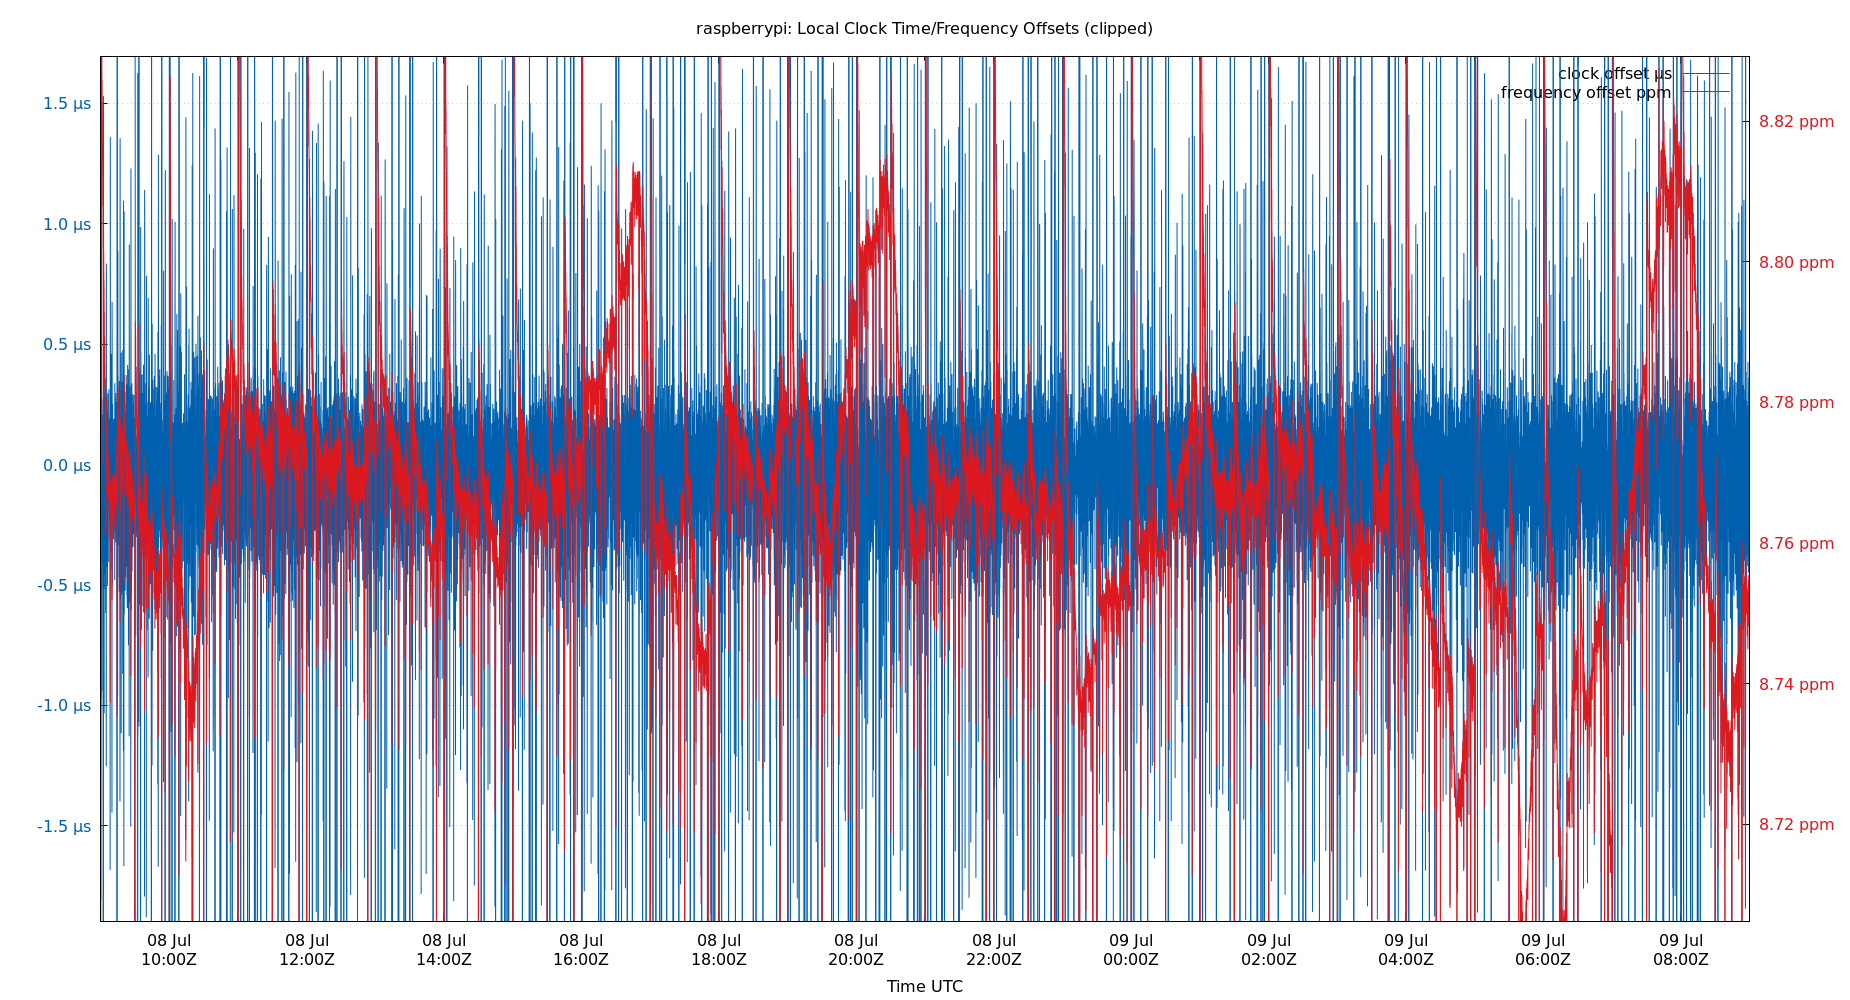 raspberrypi: Local Clock Time/Frequency Offsets (clipped)
clock offset µs
frequency offset ppm
1.5 µs
1.0 µs
0.5 µs
0.0 µs
-0.5 µs
-1.0 µs
-1.5 µs
8.82 ppm
8.80 ppm
8.78 ppm
8.76 ppm
8.74 ppm
8.72 ppm
08 Jul 08 Jul 08 Jul 08 Jul 08 Jul 08 Jul 08 Jul 09 Jul 09 Jul 09 Jul 09 Jul 09 Jul
10:00Z 12:00Z 14:00Z 16:00Z 18:00Z 20:00Z 22:00Z 00:00Z 02:00Z 04:00Z 06:00Z 08:00Z
Time UTC